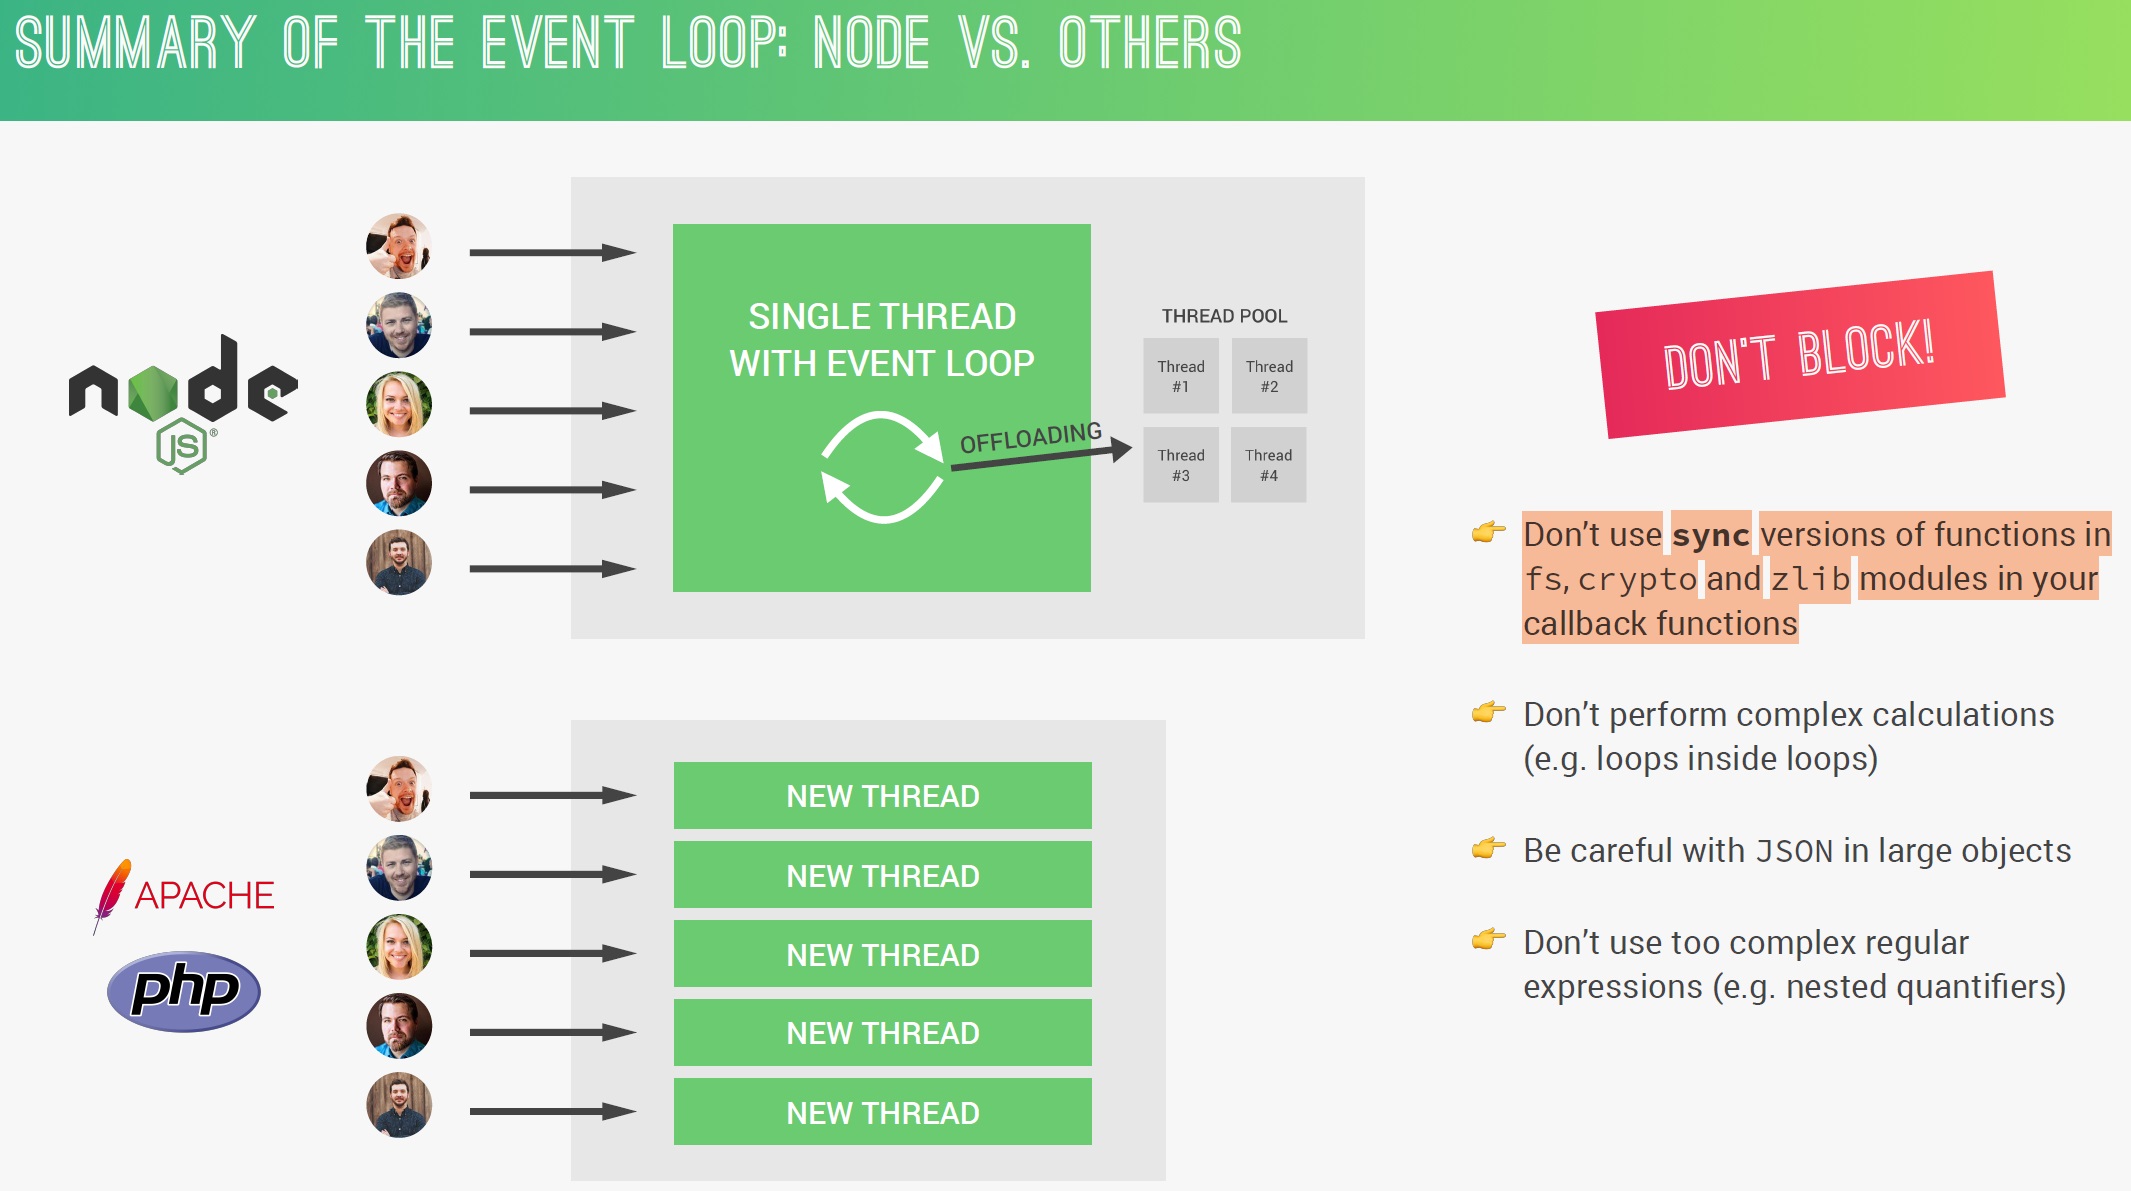 SUMMARY OF THE EVENT LOOP: NODE VS. OTHERS
node
JS®
SINGLE THREAD
WITH EVENT LOOP
OFFLOADING
THREAD POOL
Thread
#1
Thread
#2
Thread
#3
Thread
#4
APACHE
php
NEW THREAD
NEW THREAD
NEW THREAD
NEW THREAD
NEW THREAD
DON'T BLOCK!
👉 Don’t use sync versions of functions in
fs, crypto and zlib modules in your
callback functions
👉 Don’t perform complex calculations
(e.g. loops inside loops)
👉 Be careful with JSON in large objects
👉 Don’t use too complex regular
expressions (e.g. nested quantifiers)